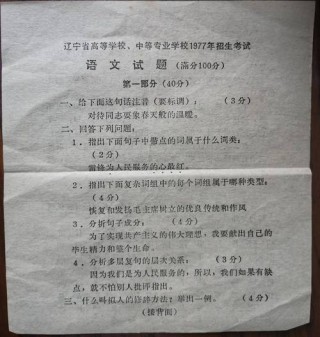 辽宁省高等学校、中等专业学校1977年招生考试
语文试题（满分100分）
第一部分（40分）
一、给下面这句话注音（要标调）：（3分）
对待同志要象春天般的温暖。
二、回答下列问题：
1．指出下面句子中带点的词属于什么词类：
（3分）
雷锋为人民服务的心最红。
2．指出下面复杂词组中的每个词组属于哪种类型：
（4分）
恢复和发扬毛主席树立的优良传统和作风
3．分析句子成分：（4分）
为了实现共产主义的伟大理想，我要献出自己的
毕生精力和整个生命。
4．分析多层复句的层次关系：（3分）
因为我们是为人民服务的，所以，我们如果有缺
点，就不怕别人批评指出。
三、什么叫拟人的修辞方法？举出一例。（4分）
（接背面）